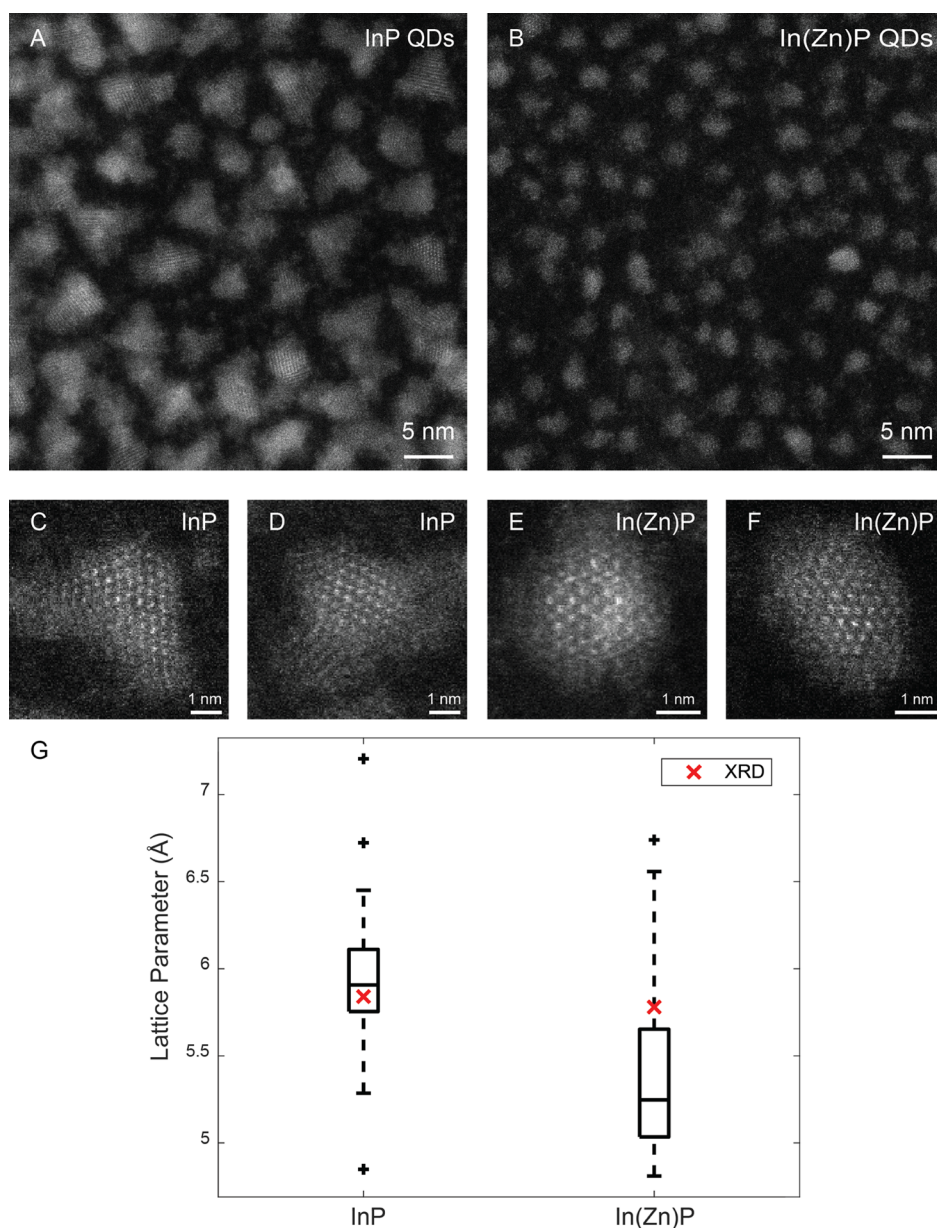 A
InP QDs
5 nm
B
In(Zn)P QDs
5 nm
C
InP
1 nm
D
InP
1 nm
E
In(Zn)P
1 nm
F
In(Zn)P
1 nm
G
XRD
7
6.5
6
5.5
5
Lattice Parameter (Å)
InP
In(Zn)P